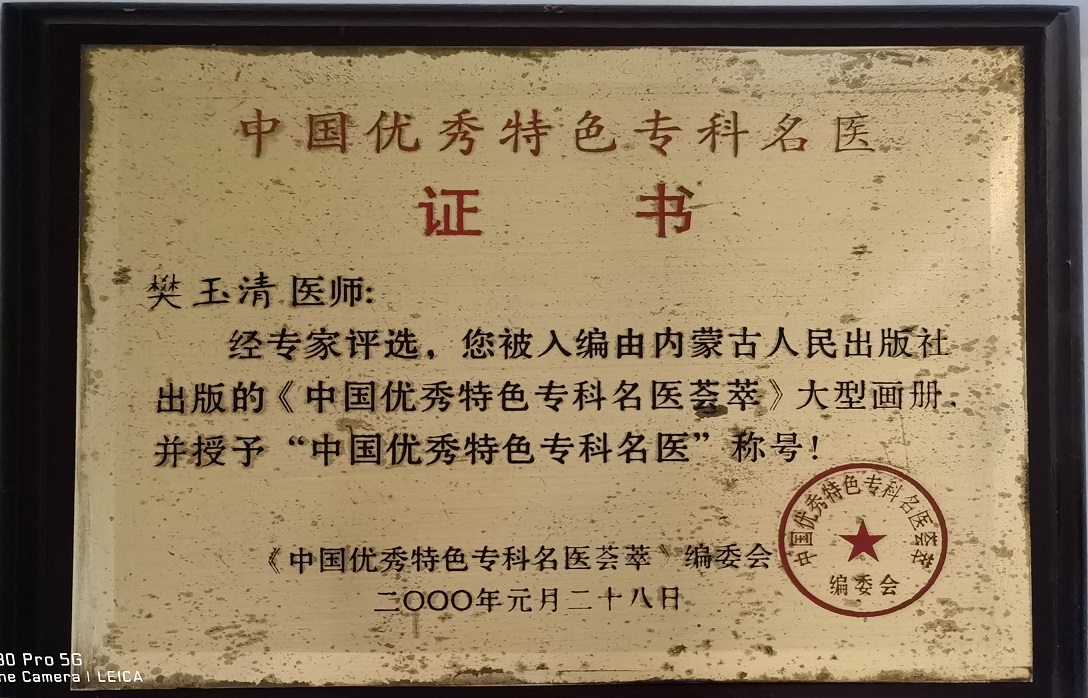 中国优秀特色专科名医
证 书
樊玉清 医师:
经专家评选，您被入编由内蒙古人民出版社
出版的《中国优秀特色专科名医荟萃》大型画册，
并授予“中国优秀特色专科名医”称号！
中国优秀特色专科名医荟萃
编委会
《中国优秀特色专科名医荟萃》编委会
二〇〇〇年元月二十八日
30 Pro 5G
ne Camera | LEICA